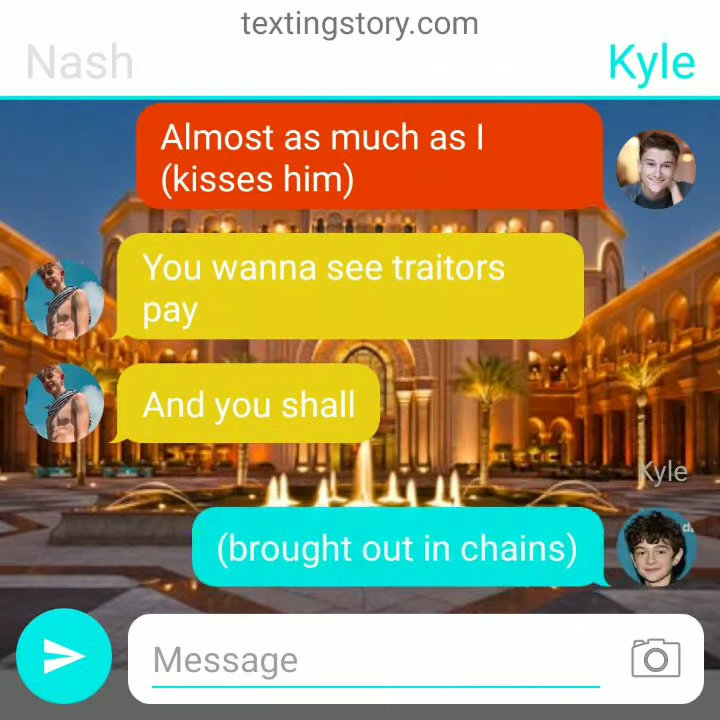 textingstory.com
Nash
Kyle
Almost as much as I
(kisses him)
You wanna see traitors
pay
And you shall
Kyle
(brought out in chains)
Message